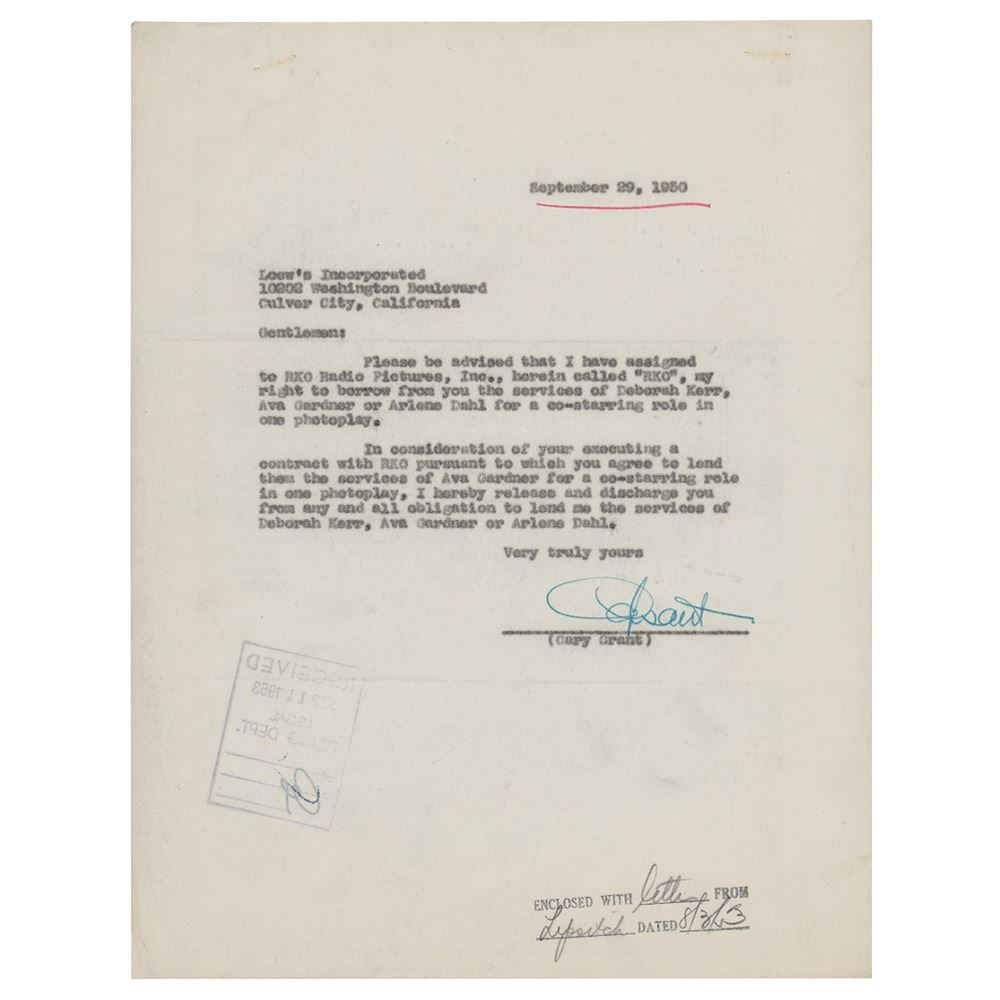 September 29, 1950
Loew's Incorporated
10202 Washington Boulevard
Culver City, California
Gentlemen:
Please be advised that I have assigned
to RKO Radio Pictures, Inc., herein called "RKO", my
right to borrow from you the services of Deborah Kerr,
Ava Gardner or Arlene Dahl for a co-starring role in
one photoplay.
In consideration of your executing a
contract with RKO pursuant to which you agree to lend
them the services of Ava Gardner for a co-starring role
in one photoplay, I hereby release and discharge you
from any and all obligation to lend me the services of
Deborah Kerr, Ava Gardner or Arlene Dahl.
Very truly yours
(Cary Grant)
RECEIVED
SEP 1 1953
LEGAL
FILING DEPT.
ENCLOSED WITH letter FROM
DATED